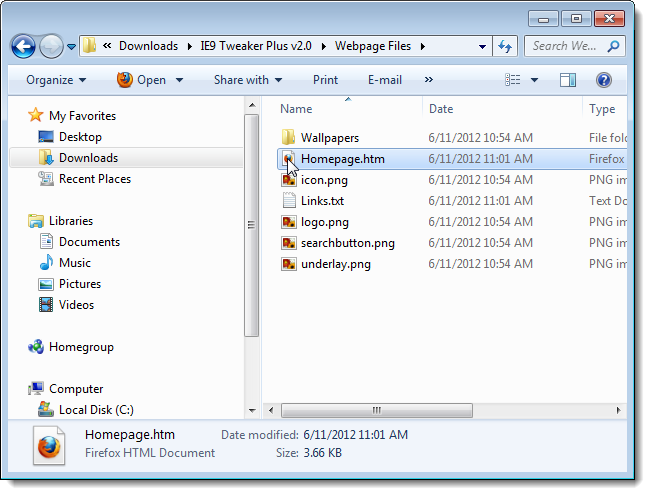 Downloads IE9 Tweaker Plus v2.0 Webpage Files Search We...
Organize Open Share with Print E-mail »
My Favorites
Desktop
Downloads
Recent Places
Libraries
Documents
Music
Pictures
Videos
Homegroup
Computer
Local Disk (C:)
Name Date Type
Wallpapers 6/11/2012 10:54 AM File fol
Homepage.htm 6/11/2012 11:01 AM Firefox
icon.png 6/11/2012 10:54 AM PNG im
Links.txt 6/11/2012 11:01 AM Text Do
logo.png 6/11/2012 10:54 AM PNG im
searchbutton.png 6/11/2012 10:54 AM PNG im
underlay.png 6/11/2012 10:54 AM PNG im
Homepage.htm Date modified: 6/11/2012 11:01 AM
Firefox HTML Document Size: 3.66 KB